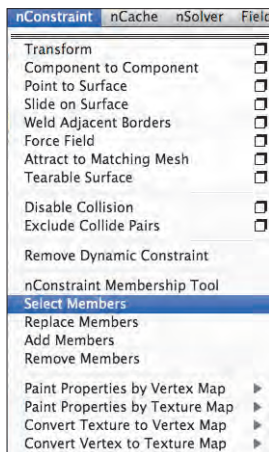 nConstraint nCache nSolver Field
Transform
Component to Component
Point to Surface
Slide on Surface
Weld Adjacent Borders
Force Field
Attract to Matching Mesh
Tearable Surface
Disable Collision
Exclude Collide Pairs
Remove Dynamic Constraint
nConstraint Membership Tool
Select Members
Replace Members
Add Members
Remove Members
Paint Properties by Vertex Map
Paint Properties by Texture Map
Convert Texture to Vertex Map
Convert Vertex to Texture Map